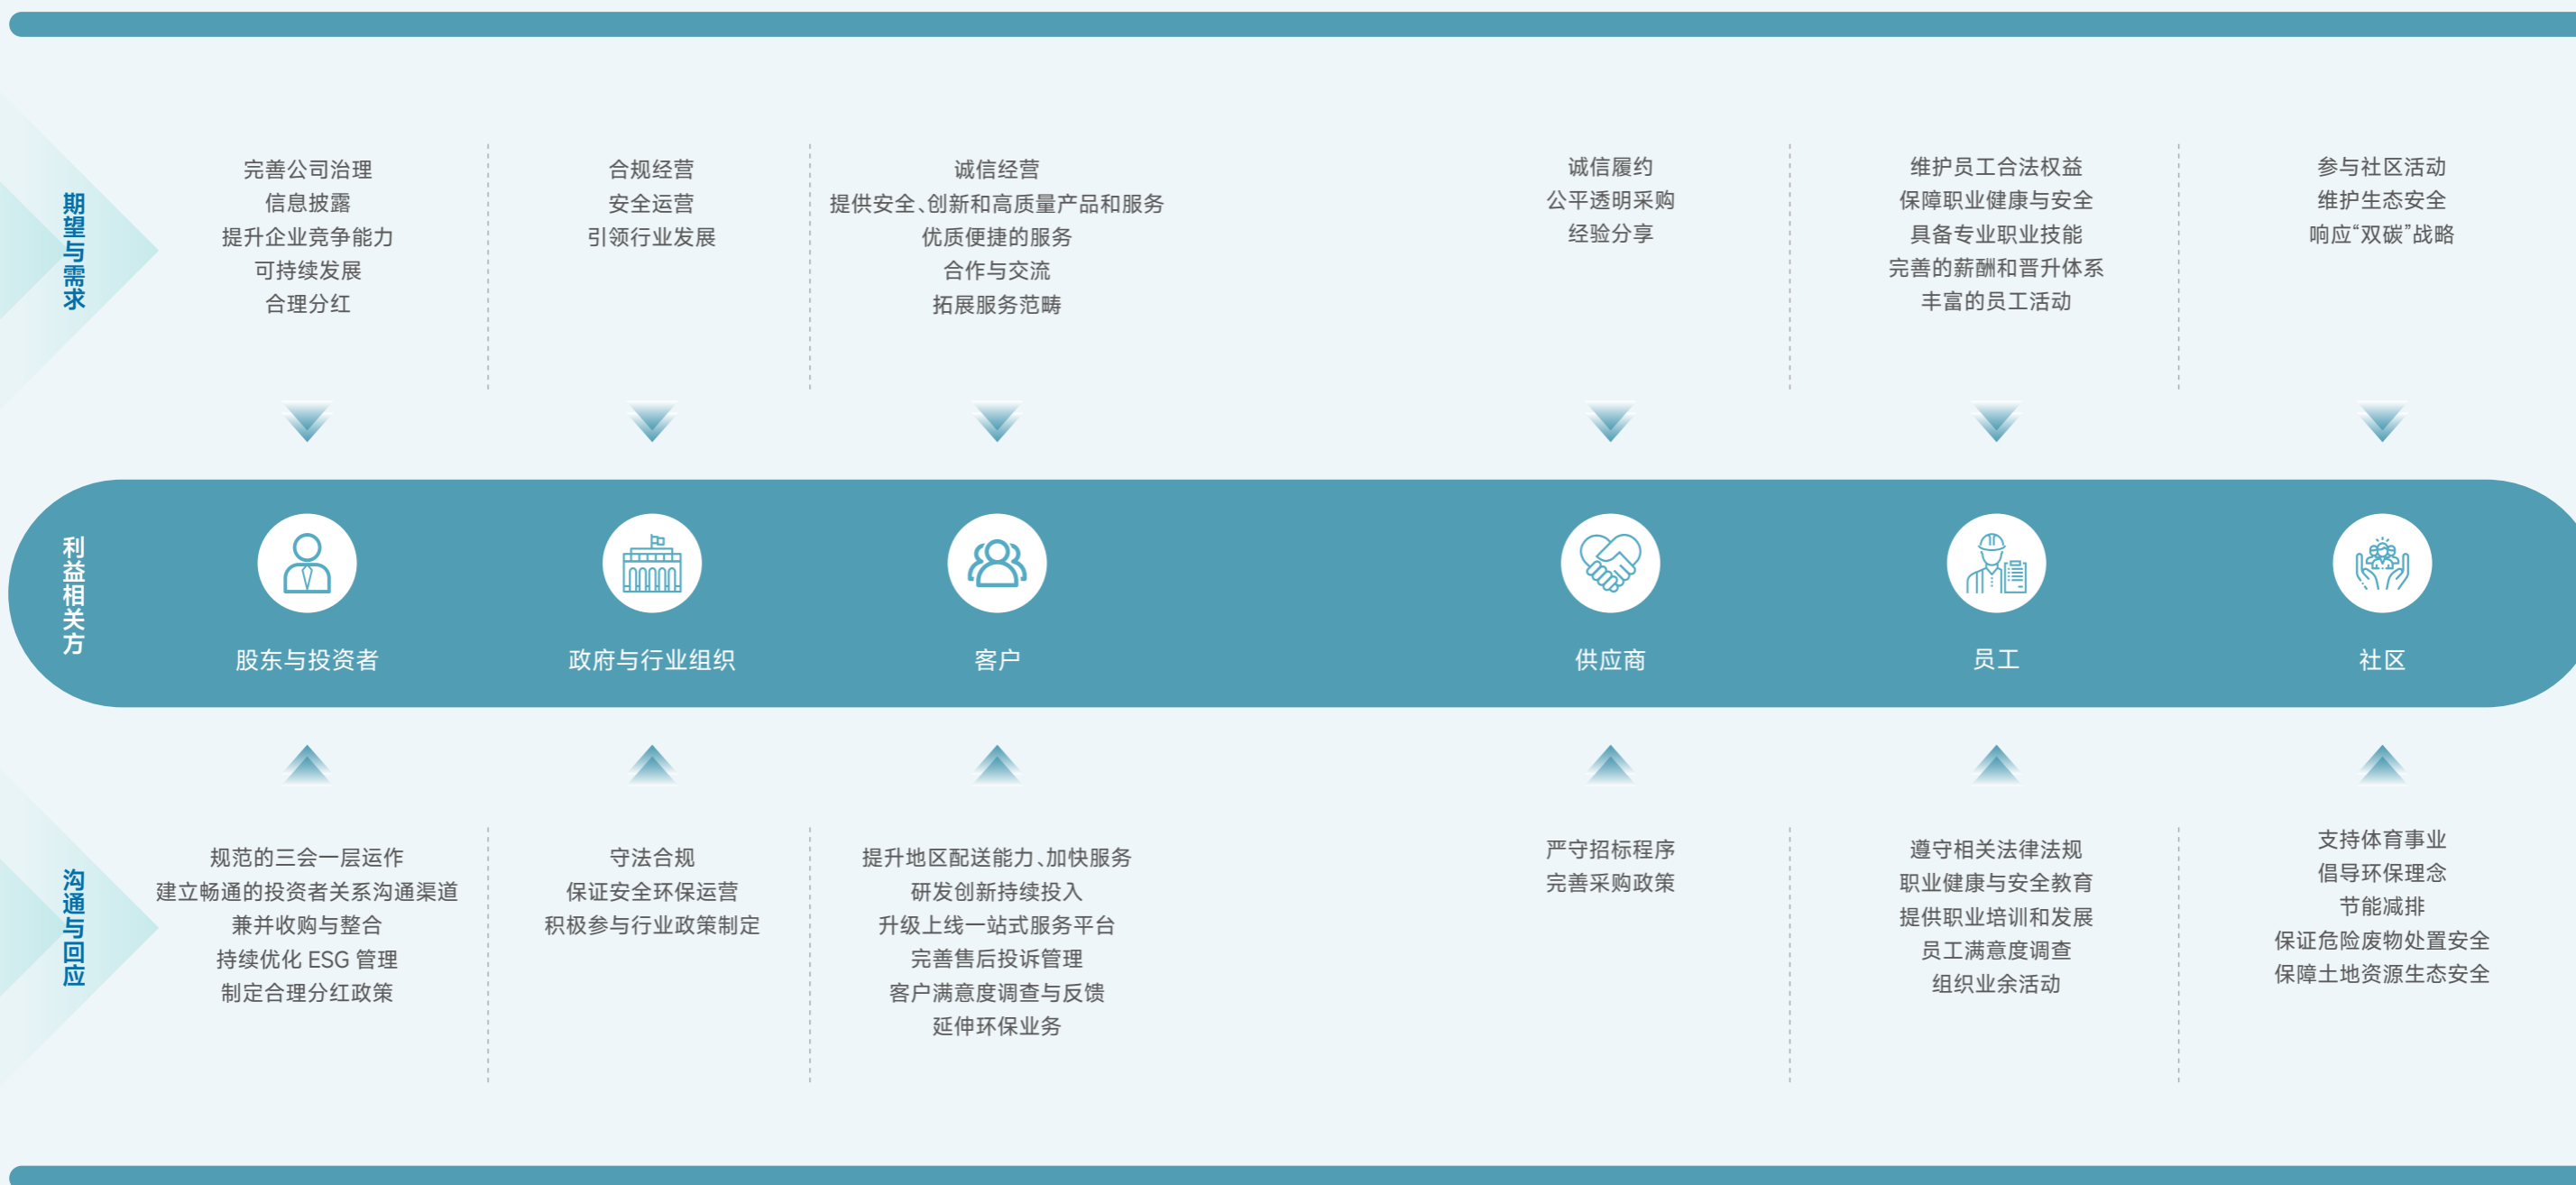 期望与需求
完善公司治理
信息披露
提升企业竞争能力
可持续发展
合理分红
合规经营
安全运营
引领行业发展
诚信经营
提供安全、创新和高质量产品和服务
优质便捷的服务
合作与交流
拓展服务范畴
诚信履约
公平透明采购
经验分享
维护员工合法权益
保障职业健康与安全
具备专业职业技能
完善的薪酬和晋升体系
丰富的员工活动
参与社区活动
维护生态安全
响应“双碳”战略
利益相关方
股东与投资者
政府与行业组织
客户
供应商
员工
社区
沟通与回应
规范的三会一层运作
建立畅通的投资者关系沟通渠道
兼并收购与整合
持续优化 ESG 管理
制定合理分红政策
守法合规
保证安全环保运营
积极参与行业政策制定
提升地区配送能力、加快服务
研发创新持续投入
升级上线一站式服务平台
完善售后投诉管理
客户满意度调查与反馈
延伸环保业务
严守招标程序
完善采购政策
遵守相关法律法规
职业健康与安全教育
提供职业培训和发展
员工满意度调查
组织业余活动
支持体育事业
倡导环保理念
节能减排
保证危险废物处置安全
保障土地资源生态安全